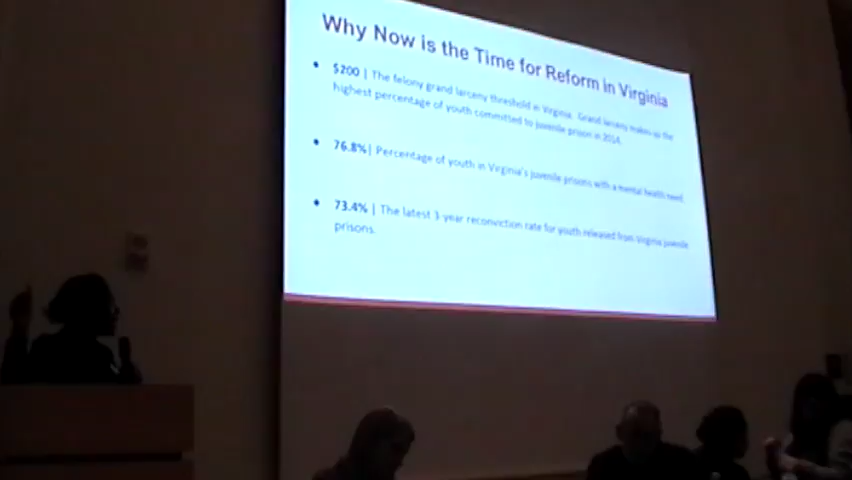 Why Now is the Time for Reform in Virginia
• $200 | The felony grand larceny threshold in Virginia. Grand larceny makes up the
highest percentage of youth committed to juvenile prison in 2014.
• 76.8%| Percentage of youth in Virginia's juvenile prisons with a mental health need.
• 73.4% | The latest 3-year reconviction rate for youth released from Virginia juvenile
prisons.